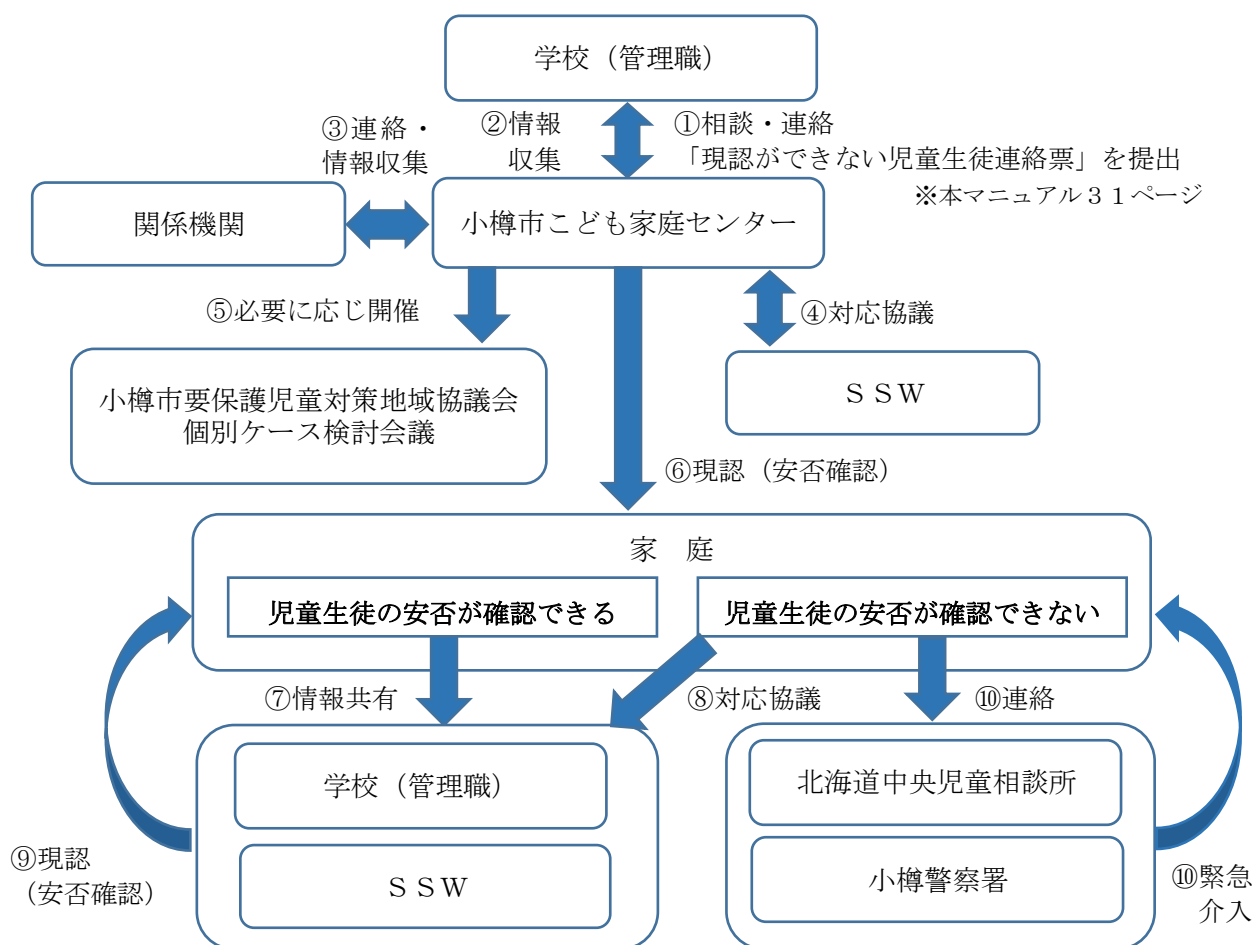 学校(管理職)
③連絡・
情報収集
②情報
収集
①相談・連絡
「現認ができない児童生徒連絡票」を提出
※本マニュアル31ページ
関係機関
小樽市こども家庭センター
⑤必要に応じ開催
④対応協議
小樽市要保護児童対策地域協議会
個別ケース検討会議
SSW
⑥現認(安否確認)
家 庭
児童生徒の安否が確認できる
児童生徒の安否が確認できない
⑦情報共有
⑧対応協議
⑩連絡
学校(管理職)
北海道中央児童相談所
SSW
小樽警察署
⑨現認
(安否確認)
⑩緊急
介入